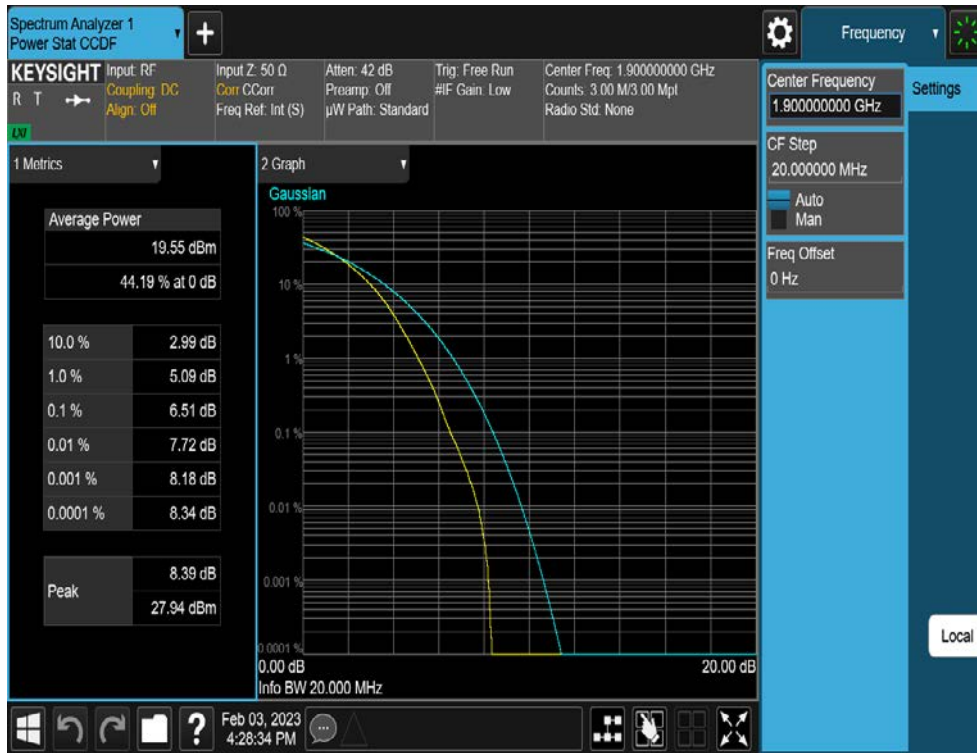 Spectrum Analyzer 1
Power Stat CCDF
+
Frequency
KEYSIGHT
R T
LXI
Input: RF
Coupling: DC
Align: Off
Input Z: 50 Ω
Corr CCorr
Freq Ref: Int (S)
Atten: 42 dB
Preamp: Off
µW Path: Standard
Trig: Free Run
#IF Gain: Low
Center Freq: 1.900000000 GHz
Counts: 3.00 M/3.00 Mpt
Radio Std: None
Center Frequency
1.900000000 GHz
Settings
CF Step
20.000000 MHz
Auto
Man
Freq Offset
0 Hz
Local
1 Metrics
Average Power
19.55 dBm
44.19 % at 0 dB
10.0 % 2.99 dB
1.0 % 5.09 dB
0.1 % 6.51 dB
0.01 % 7.72 dB
0.001 % 8.18 dB
0.0001 % 8.34 dB
Peak
8.39 dB
27.94 dBm
2 Graph
Gaussian
100 %
10 %
1 %
0.1 %
0.01 %
0.001 %
0.0001 %
0.00 dB 20.00 dB
Info BW 20.000 MHz
?
Feb 03, 2023
4:28:34 PM